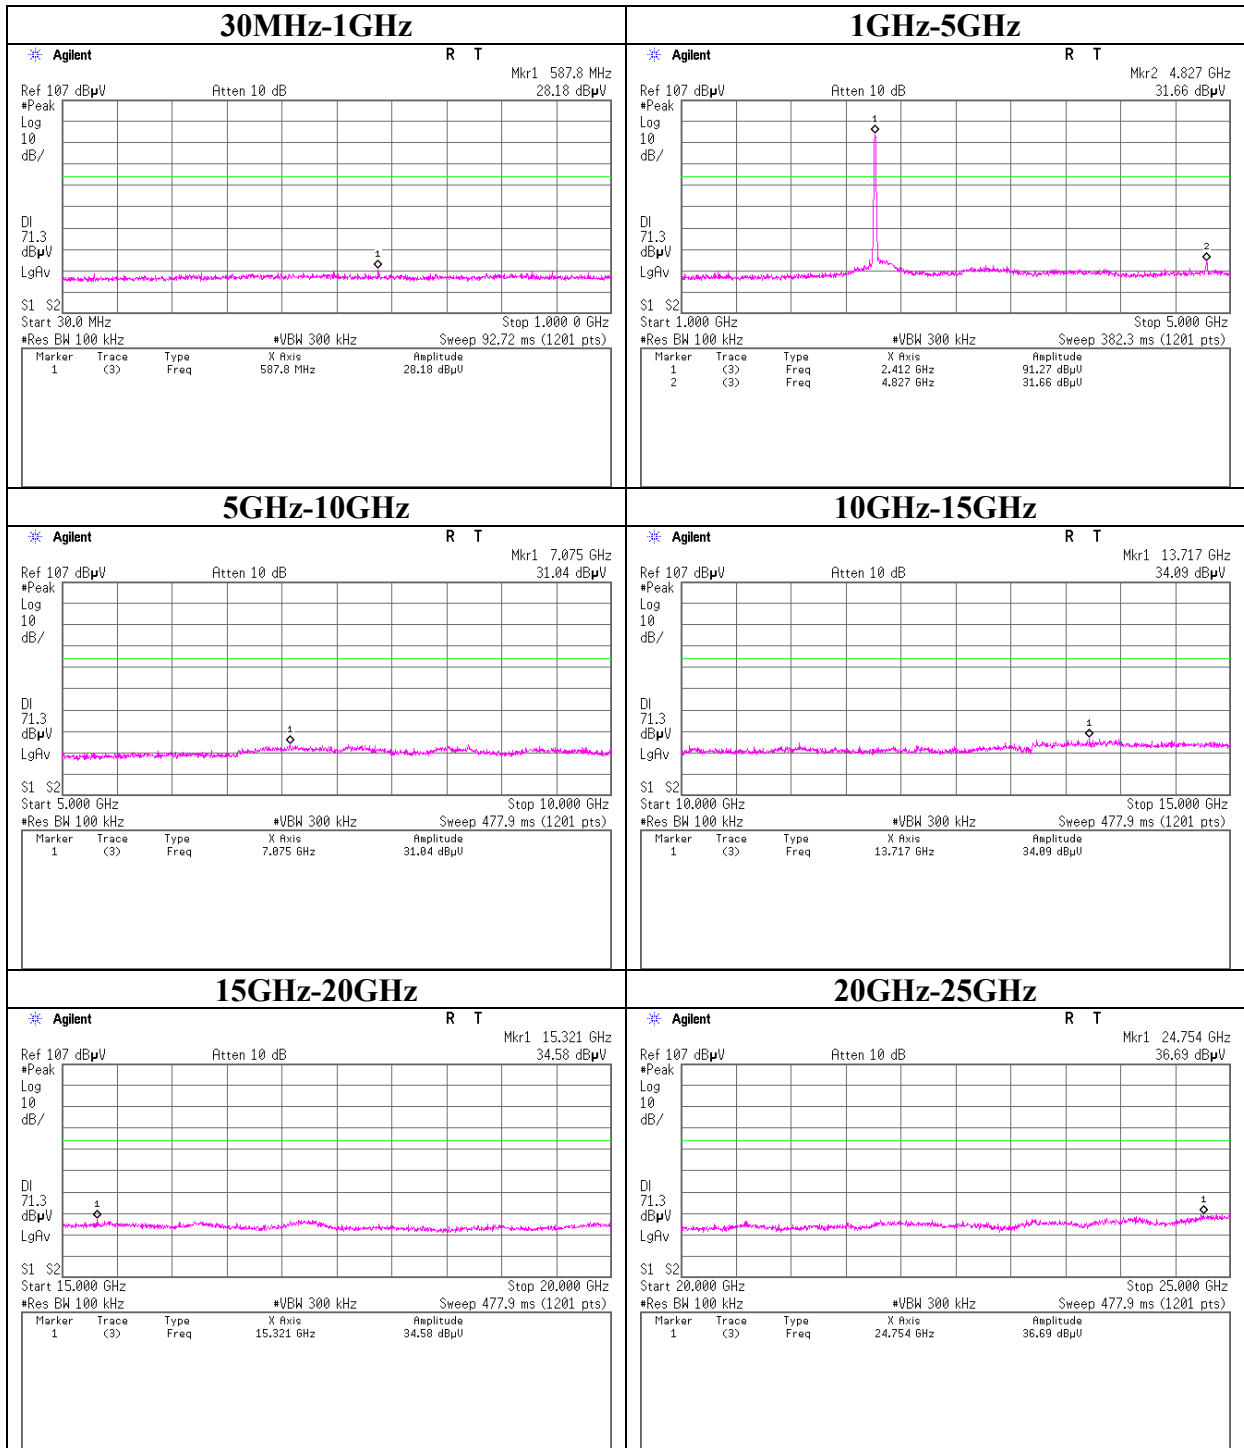 30MHz-1GHz
Agilent R T
Mkr1 587.8 MHz
Ref 107 dBµV Atten 10 dB 28.18 dBµV
#Peak
Log
10
dB/
1
DI
71.3
dBµV
LgAv
S1 S2
Start 30.0 MHz Stop 1.000 0 GHz
#Res BW 100 kHz #VBW 300 kHz Sweep 92.72 ms (1201 pts)
Marker Trace Type X Axis Amplitude
1 (3) Freq 587.8 MHz 28.18 dBµV
1GHz-5GHz
Agilent R T
Mkr2 4.827 GHz
Ref 107 dBµV Atten 10 dB 31.66 dBµV
#Peak
Log
10
dB/
1
DI
71.3
dBµV
2
LgAv
S1 S2
Start 1.000 GHz Stop 5.000 GHz
#Res BW 100 kHz #VBW 300 kHz Sweep 382.3 ms (1201 pts)
Marker Trace Type X Axis Amplitude
1 (3) Freq 2.412 GHz 91.27 dBµV
2 (3) Freq 4.827 GHz 31.66 dBµV
5GHz-10GHz
Agilent R T
Mkr1 7.075 GHz
Ref 107 dBµV Atten 10 dB 31.04 dBµV
#Peak
Log
10
dB/
DI
71.3
1
dBµV
LgAv
S1 S2
Start 5.000 GHz Stop 10.000 GHz
#Res BW 100 kHz #VBW 300 kHz Sweep 477.9 ms (1201 pts)
Marker Trace Type X Axis Amplitude
1 (3) Freq 7.075 GHz 31.04 dBµV
10GHz-15GHz
Agilent R T
Mkr1 13.717 GHz
Ref 107 dBµV Atten 10 dB 34.09 dBµV
#Peak
Log
10
dB/
DI
71.3
1
dBµV
LgAv
S1 S2
Start 10.000 GHz Stop 15.000 GHz
#Res BW 100 kHz #VBW 300 kHz Sweep 477.9 ms (1201 pts)
Marker Trace Type X Axis Amplitude
1 (3) Freq 13.717 GHz 34.09 dBµV
15GHz-20GHz
Agilent R T
Mkr1 15.321 GHz
Ref 107 dBµV Atten 10 dB 34.58 dBµV
#Peak
Log
10
dB/
DI
71.3
1
dBµV
LgAv
S1 S2
Start 15.000 GHz Stop 20.000 GHz
#Res BW 100 kHz #VBW 300 kHz Sweep 477.9 ms (1201 pts)
Marker Trace Type X Axis Amplitude
1 (3) Freq 15.321 GHz 34.58 dBµV
20GHz-25GHz
Agilent R T
Mkr1 24.754 GHz
Ref 107 dBµV Atten 10 dB 36.69 dBµV
#Peak
Log
10
dB/
DI
71.3
1
dBµV
LgAv
S1 S2
Start 20.000 GHz Stop 25.000 GHz
#Res BW 100 kHz #VBW 300 kHz Sweep 477.9 ms (1201 pts)
Marker Trace Type X Axis Amplitude
1 (3) Freq 24.754 GHz 36.69 dBµV